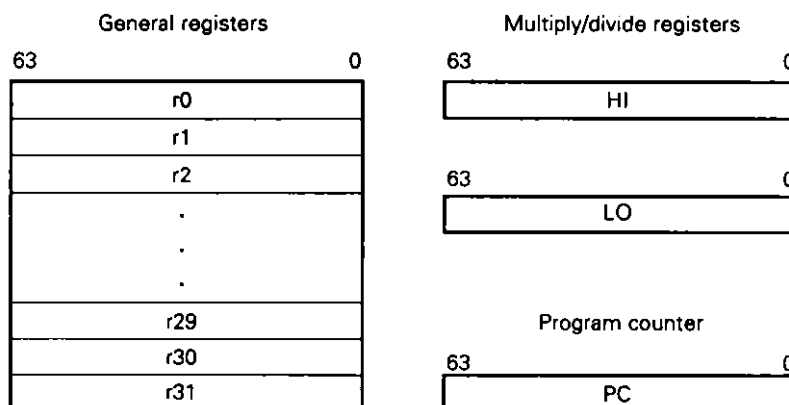 General registers
63 0
r0
r1
r2
.
.
.
r29
r30
r31
Multiply/divide registers
63 0
HI
63 0
LO
Program counter
63 0
PC